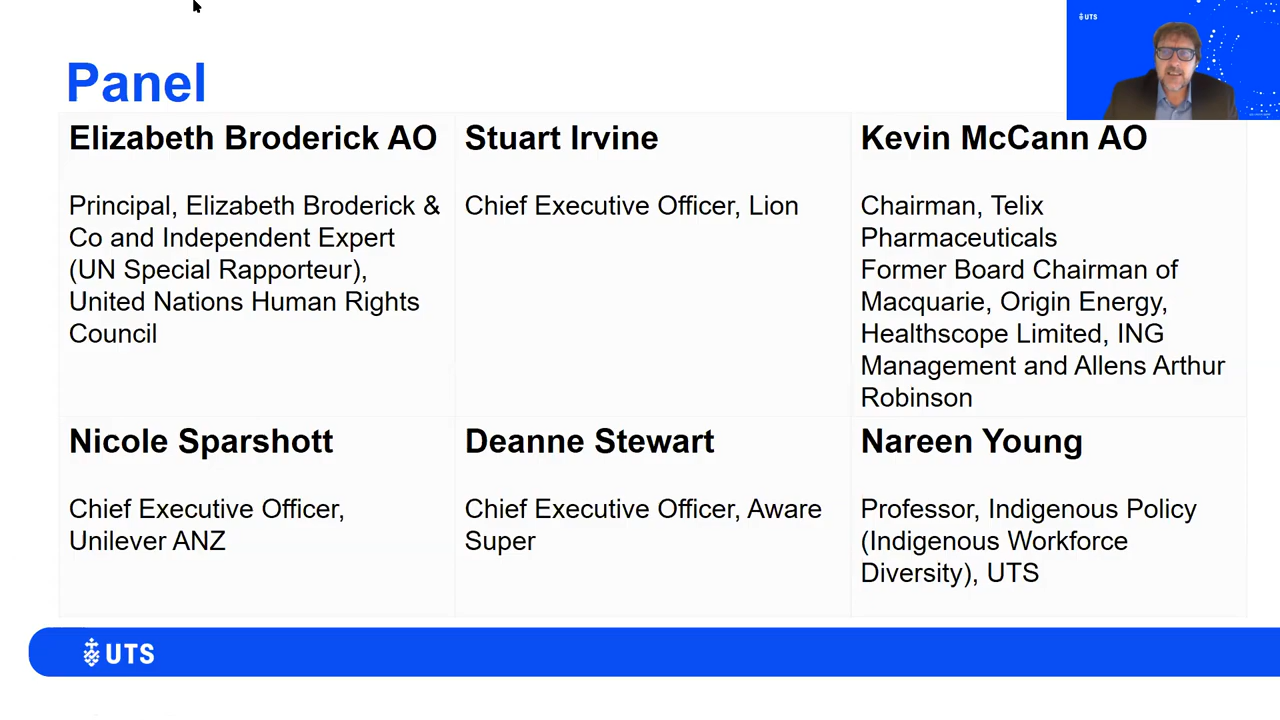 UTS
Panel
Elizabeth Broderick AO
Principal, Elizabeth Broderick &
Co and Independent Expert
(UN Special Rapporteur),
United Nations Human Rights
Council
Stuart Irvine
Chief Executive Officer, Lion
Kevin McCann AO
Chairman, Telix
Pharmaceuticals
Former Board Chairman of
Macquarie, Origin Energy,
Healthscope Limited, ING
Management and Allens Arthur
Robinson
Nicole Sparshott
Chief Executive Officer,
Unilever ANZ
Deanne Stewart
Chief Executive Officer, Aware
Super
Nareen Young
Professor, Indigenous Policy
(Indigenous Workforce
Diversity), UTS
UTS